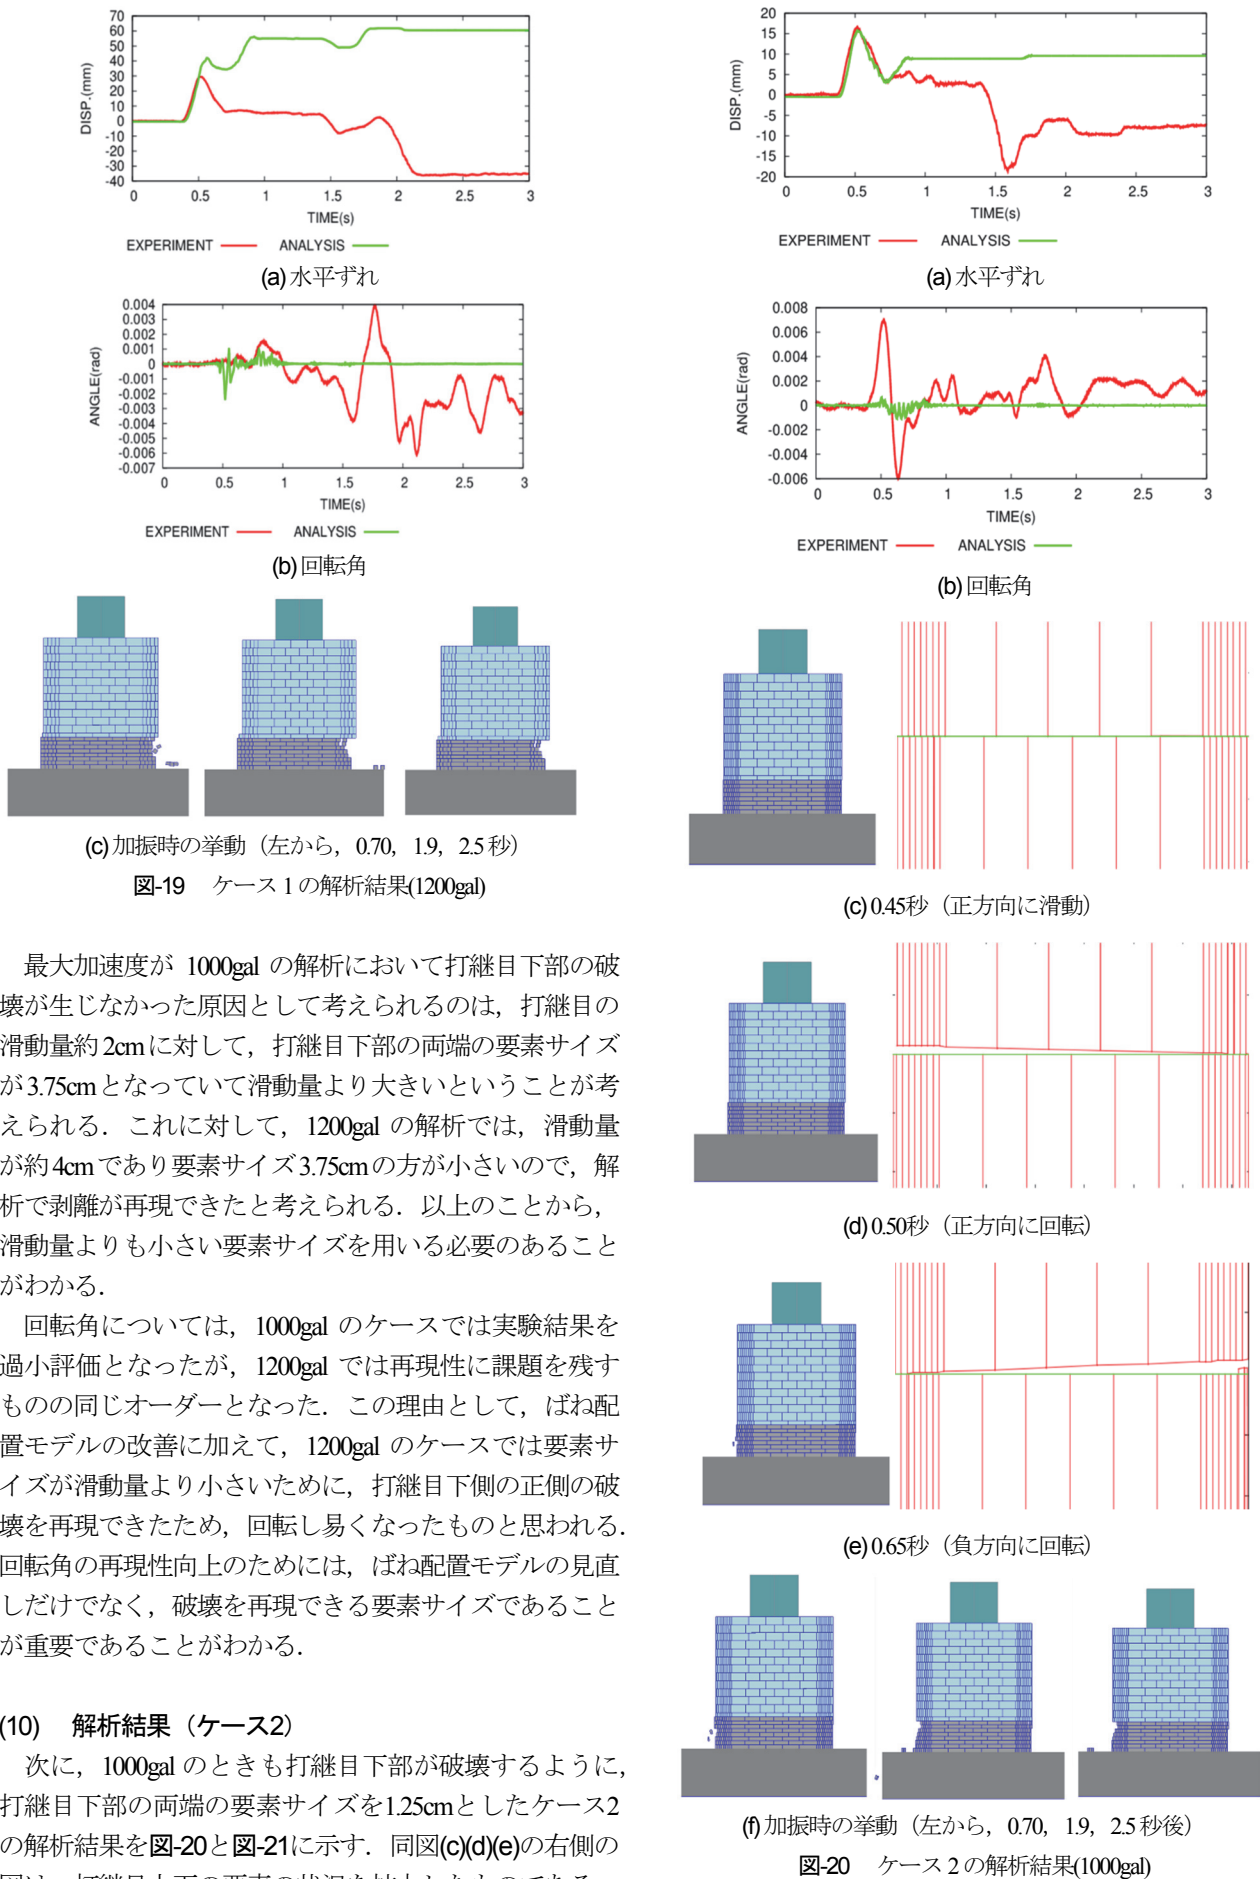 70
60
50
40
30
20
10
0
-10
-20
-30
-40
DISP.(mm)
0 0.5 1 1.5 2 2.5 3
TIME(s)
EXPERIMENT ANALYSIS
(a) 水平ずれ
0.004
0.003
0.002
0.001
0
-0.001
-0.002
-0.003
-0.004
-0.005
-0.006
-0.007
ANGLE(rad)
0 0.5 1 1.5 2 2.5 3
TIME(s)
EXPERIMENT ANALYSIS
(b) 回転角
(c) 加振時の挙動（左から，0.70，1.9，2.5 秒）
図-19 ケース 1 の解析結果(1200gal)
最大加速度が 1000gal の解析において打継目下部の破
壊が生じなかった原因として考えられるのは，打継目の
滑動量約 2cm に対して，打継目下部の両端の要素サイズ
が 3.75cm となっていて滑動量より大きいということが考
えられる．これに対して，1200gal の解析では，滑動量
が約 4cm であり要素サイズ 3.75cm の方が小さいので，解
析で剥離が再現できたと考えられる．以上のことから，
滑動量よりも小さい要素サイズを用いる必要のあること
がわかる．
回転角については，1000gal のケースでは実験結果を
過小評価となったが，1200gal では再現性に課題を残す
ものの同じオーダーとなった．この理由として，ばね配
置モデルの改善に加えて，1200gal のケースでは要素サ
イズが滑動量より小さいために，打継目下側の正側の破
壊を再現できたため，回転し易くなったものと思われる．
回転角の再現性向上のためには，ばね配置モデルの見直
しだけでなく，破壊を再現できる要素サイズであること
が重要であることがわかる．
(10) 解析結果（ケース2）
次に，1000gal のときも打継目下部が破壊するように，
打継目下部の両端の要素サイズを1.25cmとしたケース2
の解析結果を図-20と図-21に示す．同図(c)(d)(e)の右側の
20
15
10
5
0
-5
-10
-15
-20
DISP.(mm)
0 0.5 1 1.5 2 2.5 3
TIME(s)
EXPERIMENT ANALYSIS
(a) 水平ずれ
0.008
0.006
0.004
0.002
0
-0.002
-0.004
-0.006
ANGLE(rad)
0 0.5 1 1.5 2 2.5 3
TIME(s)
EXPERIMENT ANALYSIS
(b) 回転角
(c) 0.45秒（正方向に滑動）
(d) 0.50秒（正方向に回転）
(e) 0.65秒（負方向に回転）
(f) 加振時の挙動（左から，0.70，1.9，2.5 秒後）
図-20 ケース 2 の解析結果(1000gal)